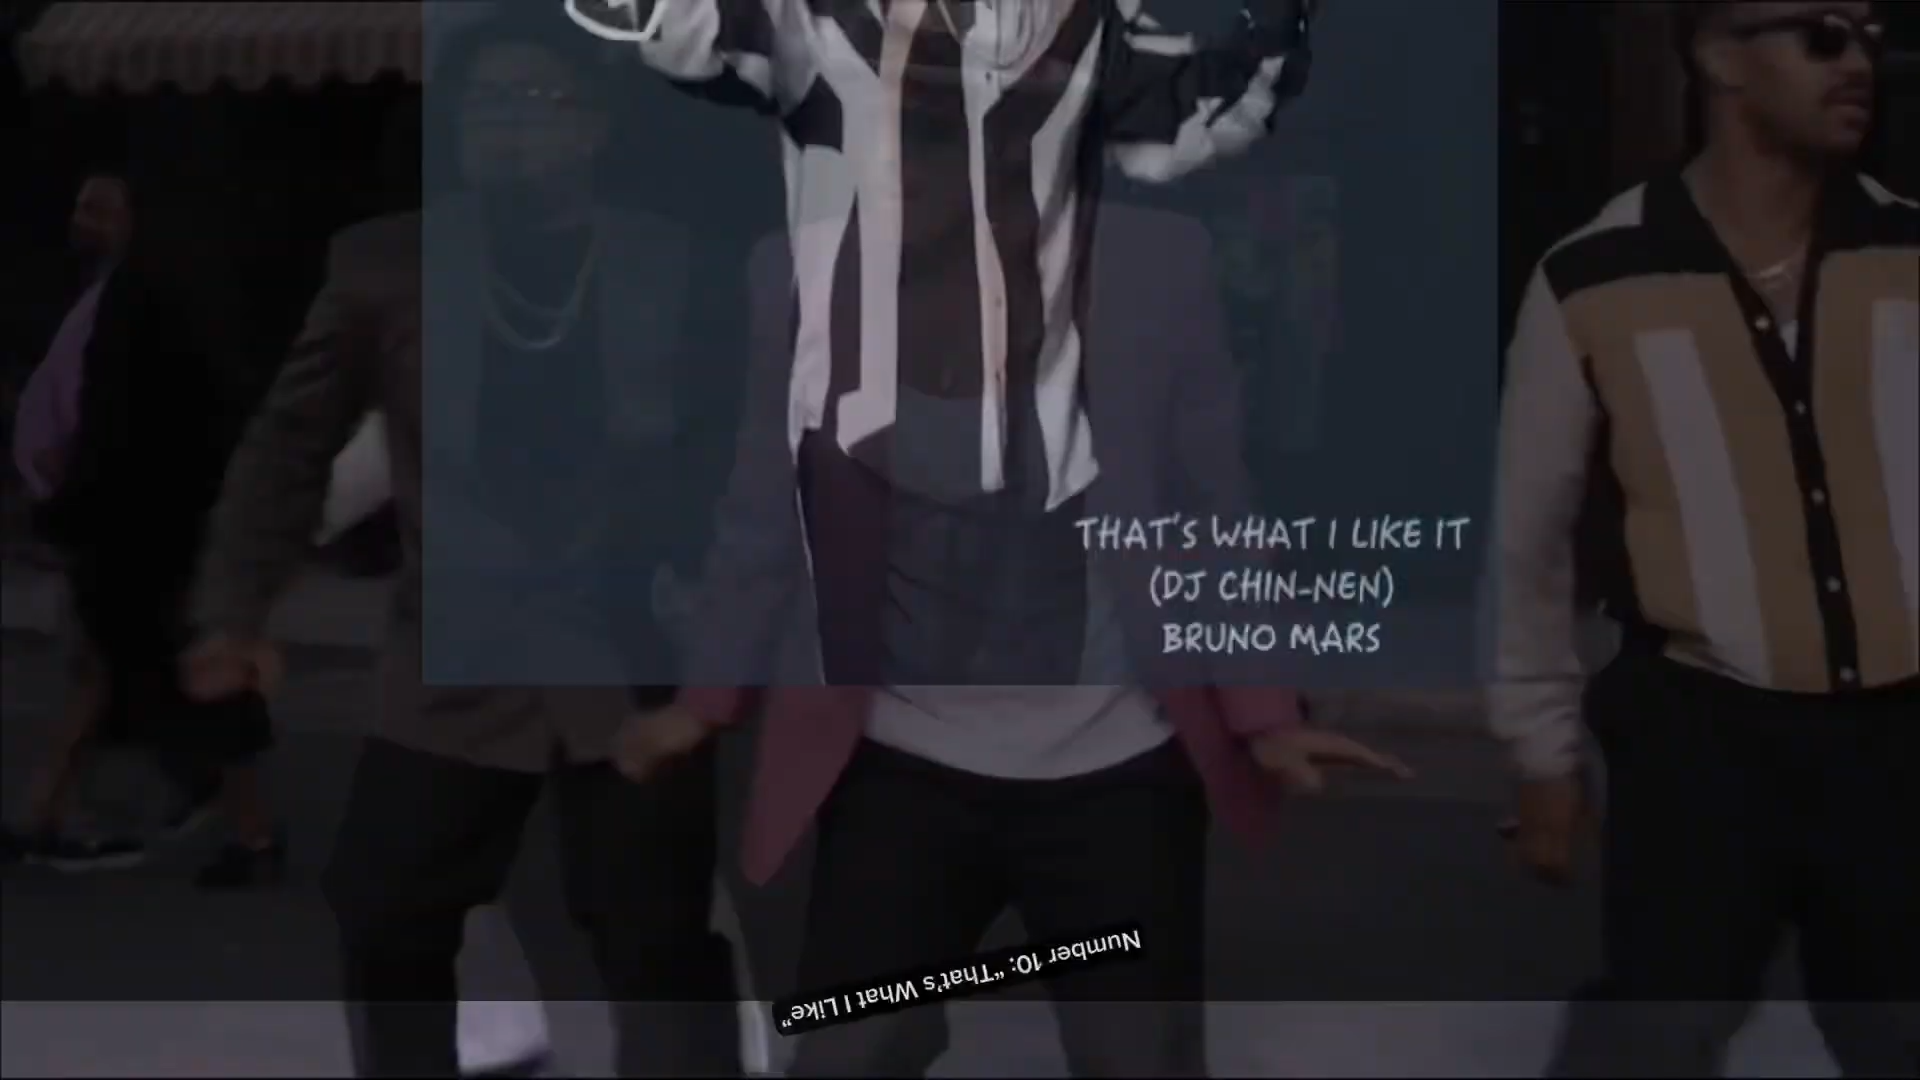 THAT'S WHAT I LIKE IT
(DJ CHIN-NEN)
BRUNO MARS
Number 10: "That's What I Like"